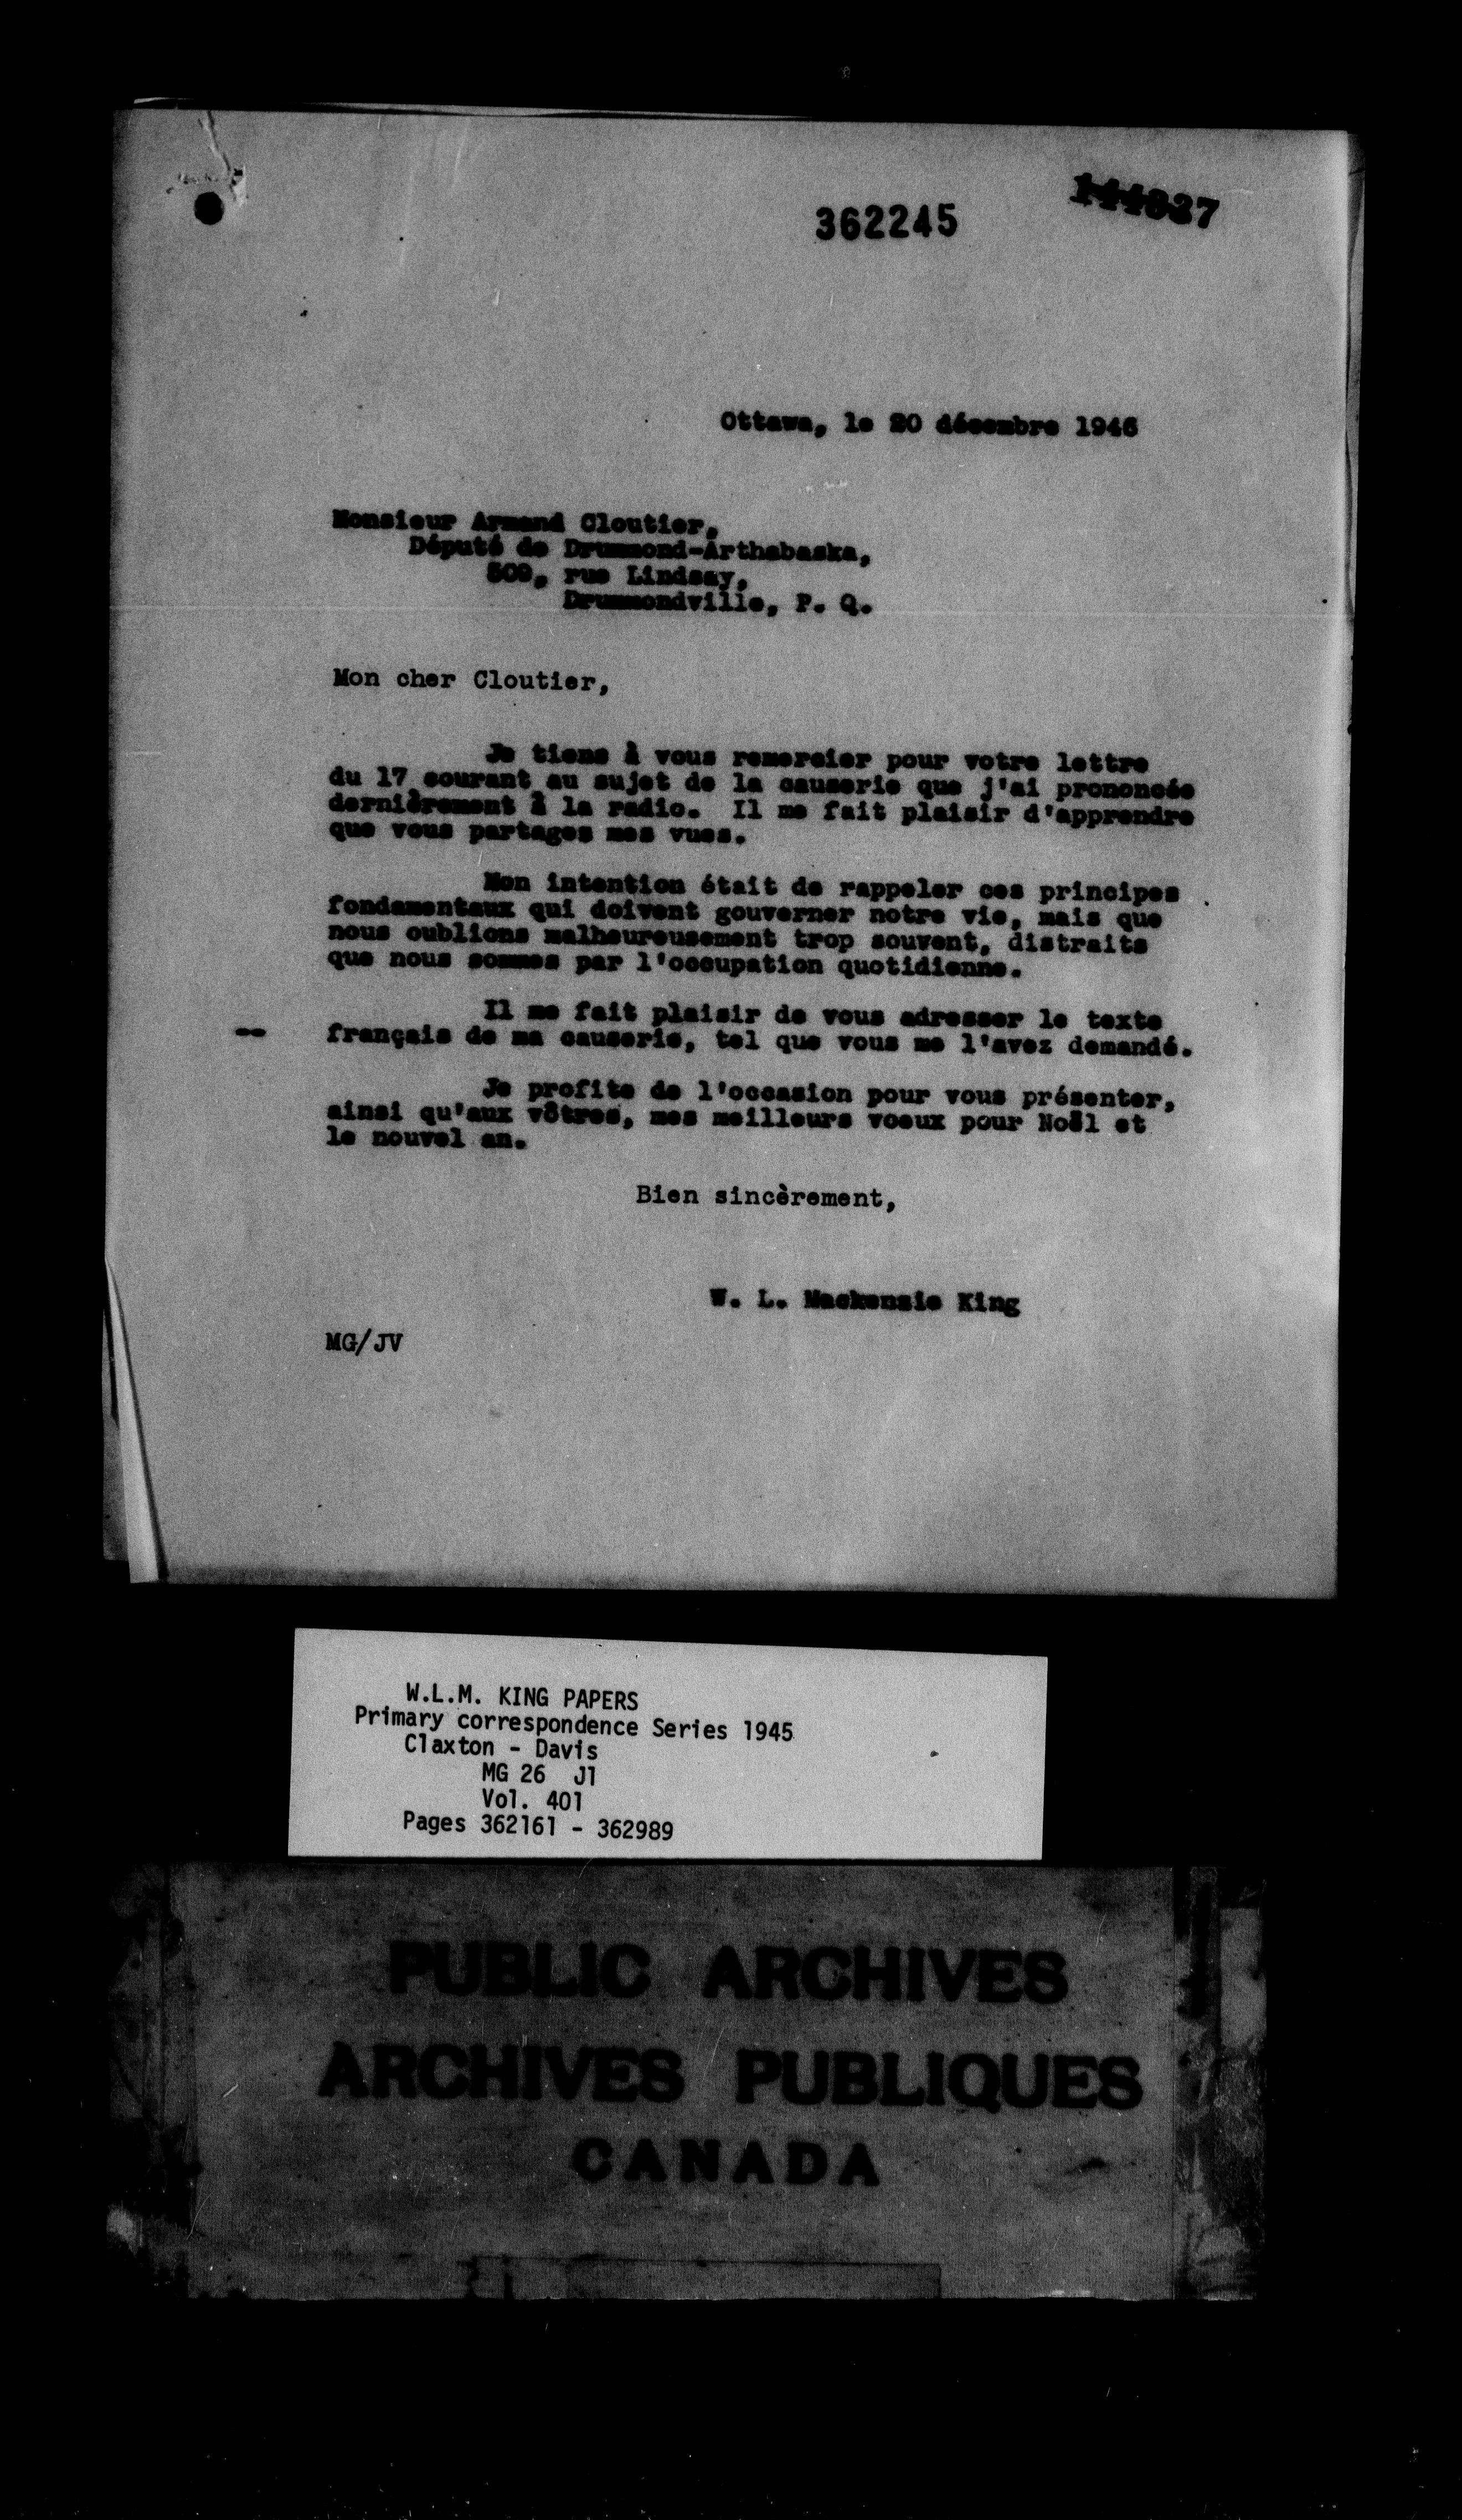 362245
Ottawa, le 20 décembre 1946
Monsieur Armand Cloutier,
Député de Drummond-Arthabaska,
509, rue Lindsay,
Drummondville, P. Q.
Mon cher Cloutier,
Je tiens à vous remercier pour votre lettre
du 17 courant au sujet de la causerie que j'ai prononcée
dernièrement à la radio. Il me fait plaisir d'apprendre
que vous partages mes vues.
Mon intention était de rappeler ces principes
fondamentaux qui doivent gouverner notre vie, mais que
nous oublions malheureusement trop souvent, distraits
que nous sommes par l'occupation quotidienne.
Il me fait plaisir de vous adresser le texte
-- français de ma causerie, tel que vous me l'avez demandé.
Je profite de l'occasion pour vous présenter,
ainsi qu'aux vôtres, mes meilleurs voeux pour Noël et
le nouvel an.
Bien sincèrement,
W. L. Mackenzie King
MG/JV
W.L.M. KING PAPERS
Primary correspondence Series 1945
Claxton - Davis
MG 26 J1
Vol. 401
Pages 362161 - 362989
PUBLIC ARCHIVES
ARCHIVES PUBLIQUES
CANADA